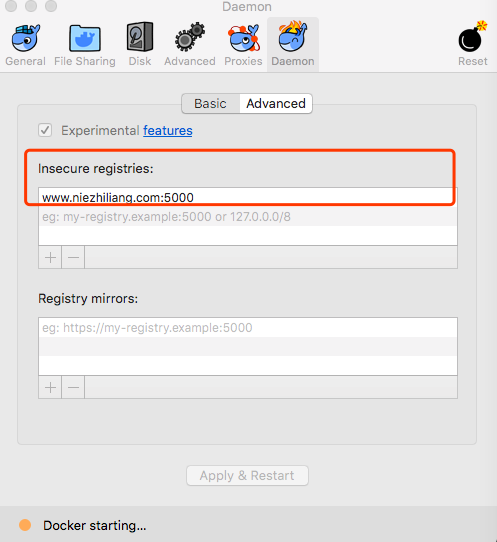 Daemon
General File Sharing Disk Advanced Proxies Daemon Reset
Basic Advanced
Experimental features
Insecure registries:
www.niezhiliang.com:5000
eg: my-registry.example:5000 or 127.0.0.0/8
+ −
Registry mirrors:
eg: https://my-registry.example:5000
+ −
Apply & Restart
Docker starting...